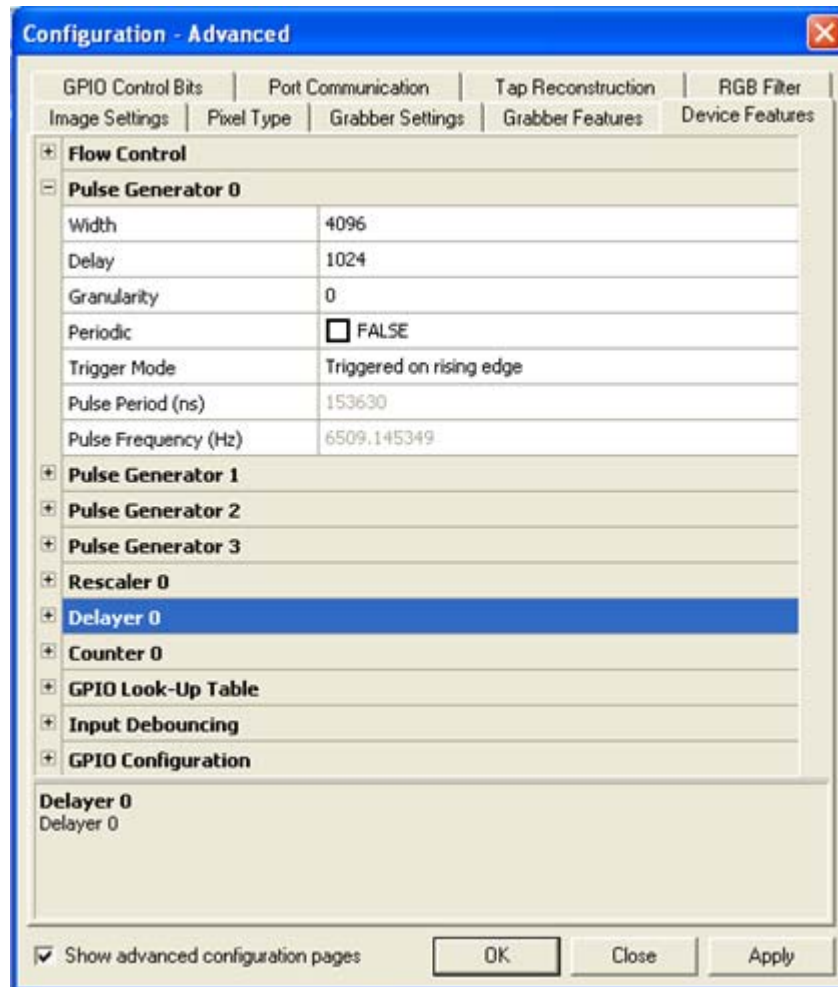 Configuration - Advanced
GPIO Control Bits Port Communication Tap Reconstruction RGB Filter
Image Settings Pixel Type Grabber Settings Grabber Features Device Features
Flow Control
Pulse Generator 0
Width 4096
Delay 1024
Granularity 0
Periodic FALSE
Trigger Mode Triggered on rising edge
Pulse Period (ns) 153630
Pulse Frequency (Hz) 6509.145349
Pulse Generator 1
Pulse Generator 2
Pulse Generator 3
Rescaler 0
Delayer 0
Counter 0
GPIO Look-Up Table
Input Debouncing
GPIO Configuration
Delayer 0
Delayer 0
Show advanced configuration pages OK Close Apply